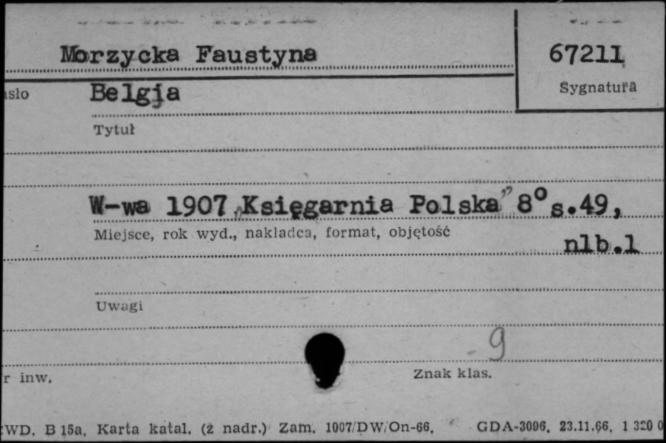 Morzycka Faustyna
67211
Sygnatura
Belgja
Tytuł
W-wa 1907 „Księgarnia Polska” 8° s.49,
Miejsce, rok wyd., nakładca, format, objętość
nlb.1
Uwagi
9
r inw.
Znak klas.
WD. B 15a, Karta katal. (z nadr.) Zam. 1007/DW/On-66. GDA-3096, 23.11.66, 1 320 0